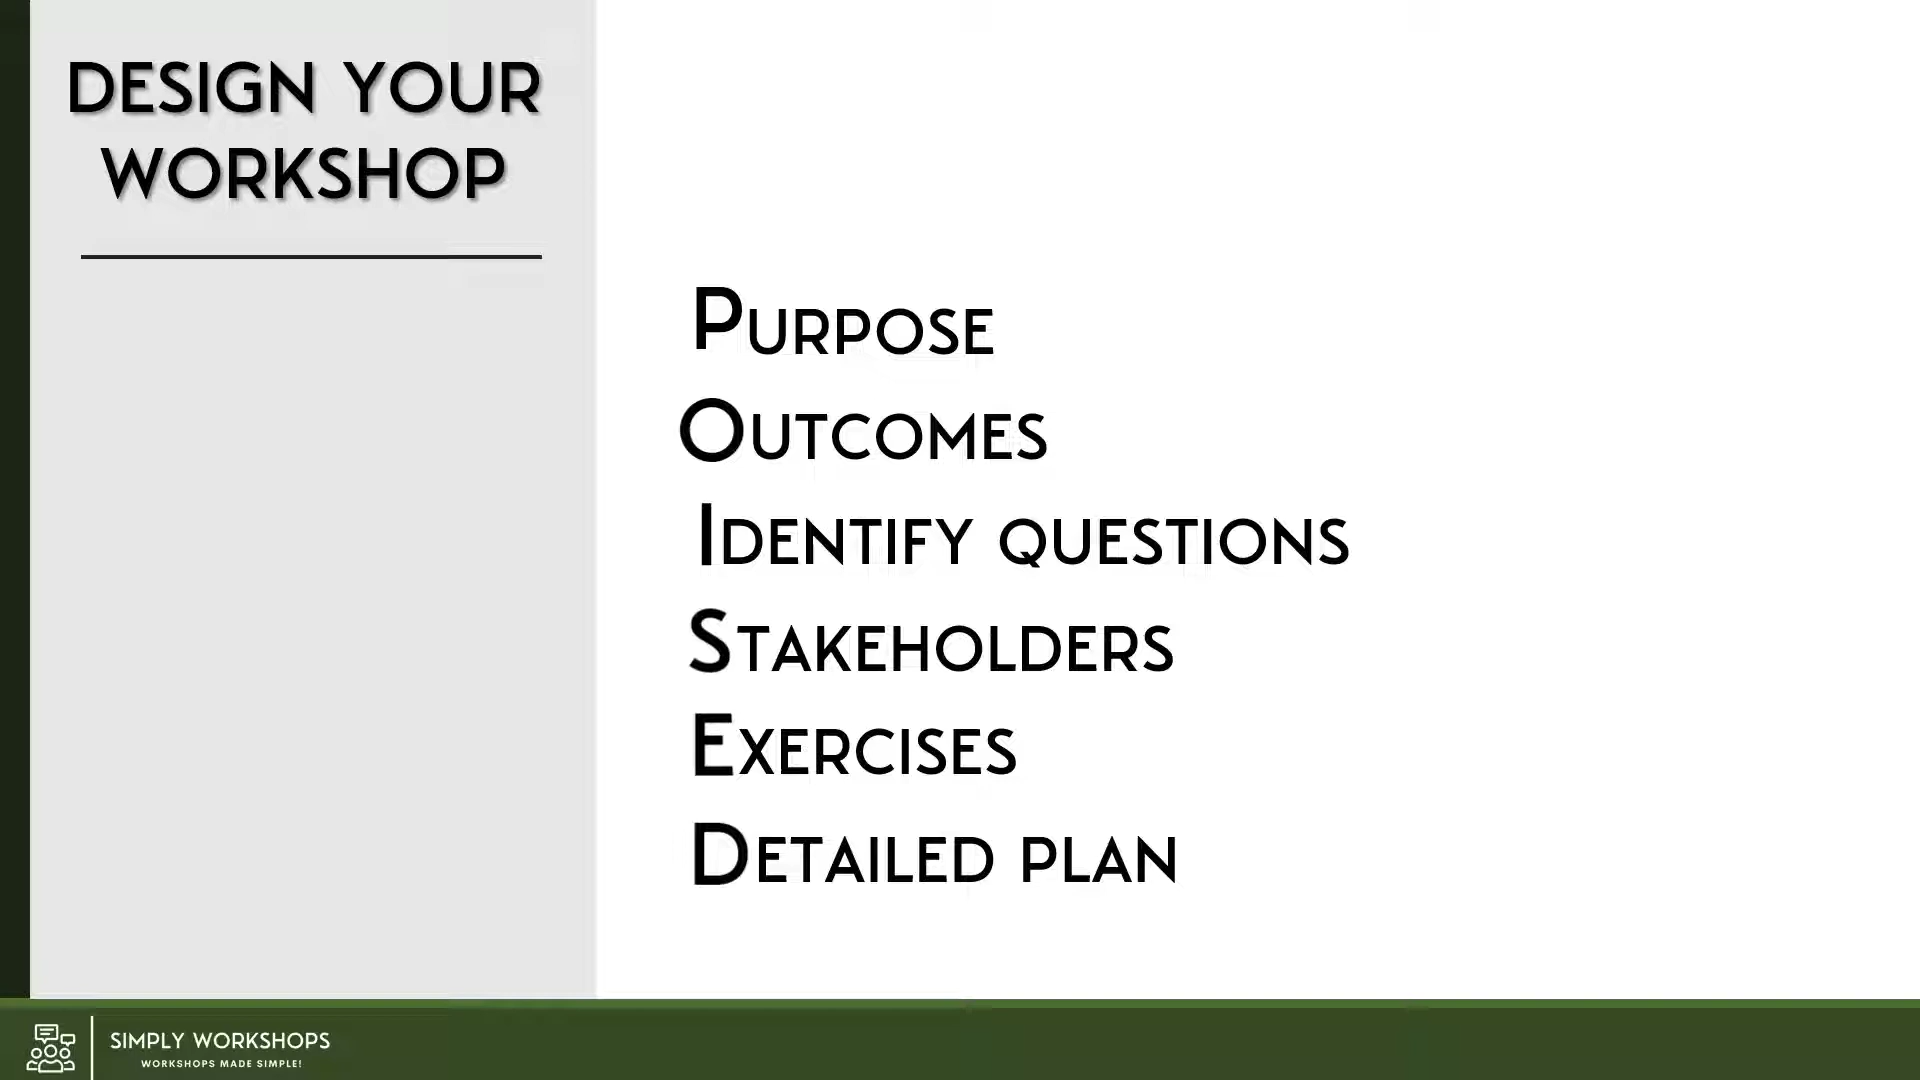 DESIGN YOUR
WORKSHOP
PURPOSE
OUTCOMES
IDENTIFY QUESTIONS
STAKEHOLDERS
EXERCISES
DETAILED PLAN
SIMPLY WORKSHOPS
WORKSHOPS MADE SIMPLE!